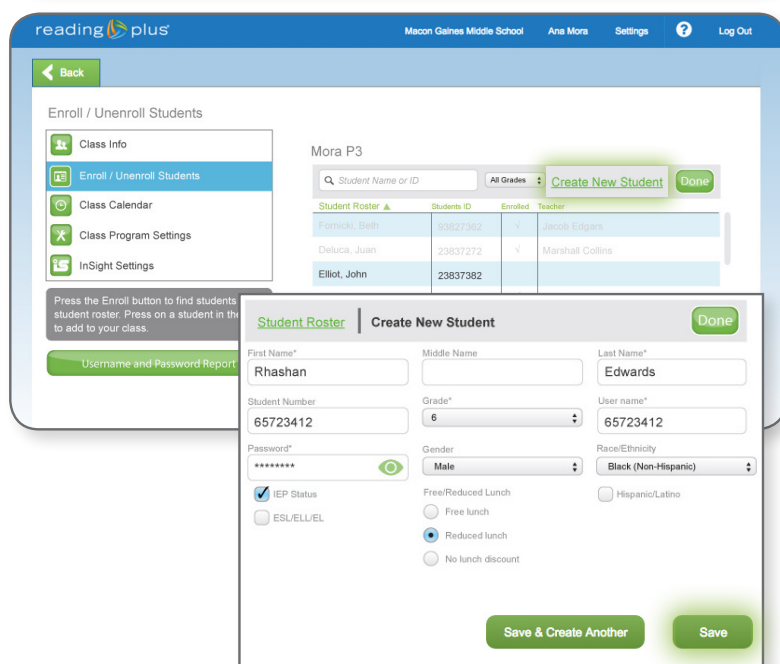 reading plus
Macon Gaines Middle School Ana Mora Settings ? Log Out
Back
Enroll / Unenroll Students
Class Info
Enroll / Unenroll Students
Class Calendar
Class Program Settings
InSight Settings
Press the Enroll button to find students
student roster. Press on a student in the
to add to your class.
Username and Password Report
Mora P3
Student Name or ID All Grades Create New Student Done
Student Roster ▲ Students ID Enrolled Teacher
Fornicki, Beth 93827362 √ Jacob Edgars
Deluca, Juan 23837272 √ Marshall Collins
Elliot, John 23837382
Student Roster Create New Student Done
First Name* Middle Name Last Name*
Rhashan Edwards
Student Number Grade* User name*
65723412 6 65723412
Password* Gender Race/Ethnicity
******** Male Black (Non-Hispanic)
IEP Status Free/Reduced Lunch Hispanic/Latino
ESL/ELL/EL Free lunch
Reduced lunch
No lunch discount
Save & Create Another Save